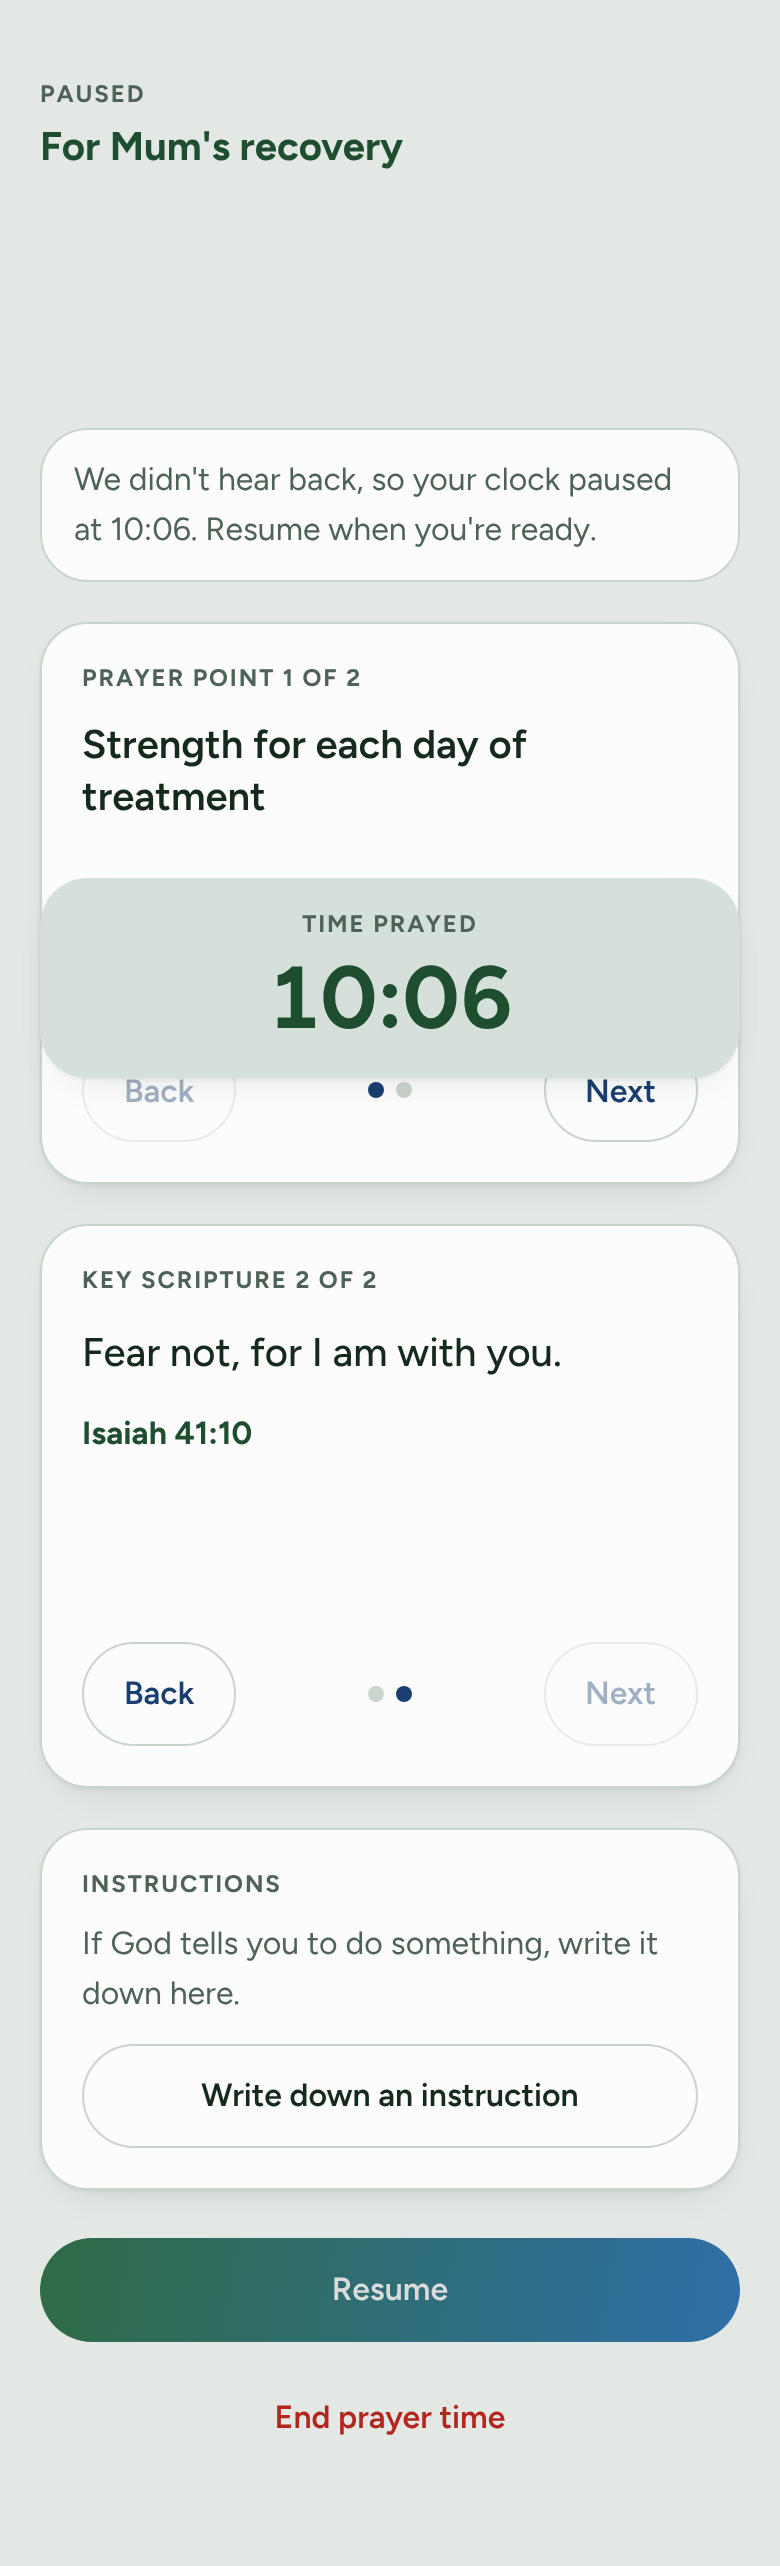 PAUSED
For Mum's recovery
We didn't hear back, so your clock paused
at 10:06. Resume when you're ready.
PRAYER POINT 1 OF 2
Strength for each day of
treatment
TIME PRAYED
10:06
Back
Next
KEY SCRIPTURE 2 OF 2
Fear not, for I am with you.
Isaiah 41:10
Back
Next
INSTRUCTIONS
If God tells you to do something, write it
down here.
Write down an instruction
Resume
End prayer time